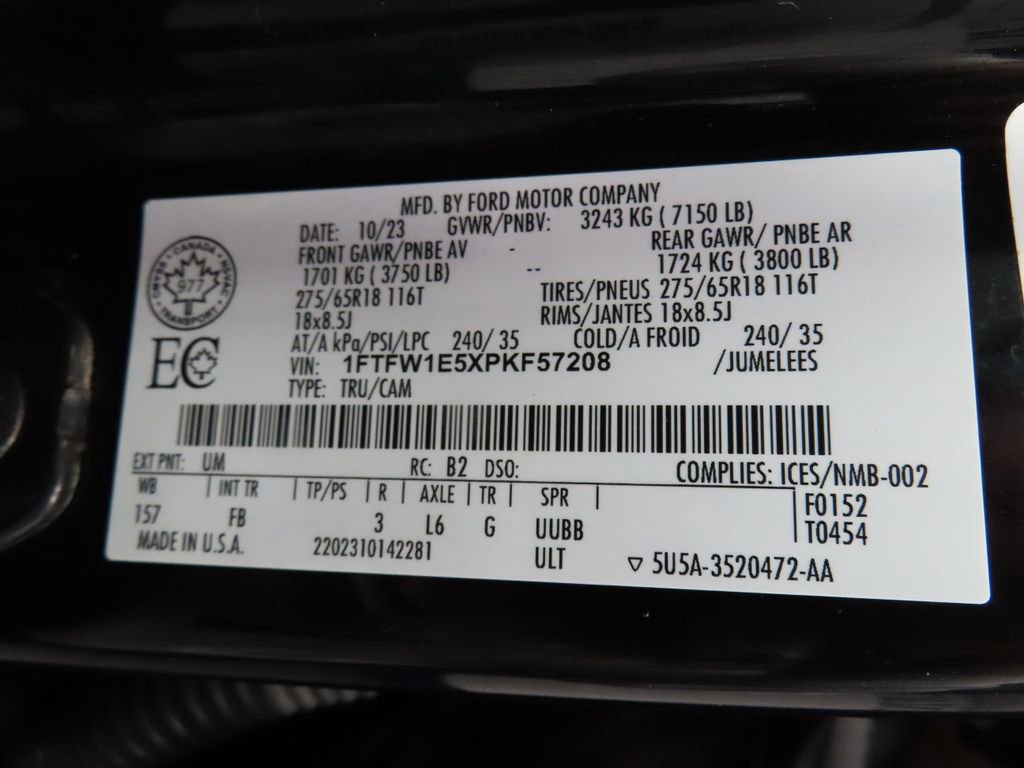 MFD. BY FORD MOTOR COMPANY
DATE: 10/23 GVWR/PNBV: 3243 KG ( 7150 LB)
FRONT GAWR/PNBE AV - REAR GAWR/ PNBE AR
1701 KG ( 3750 LB) -- 1724 KG ( 3800 LB)
275/65R18 116T TIRES/PNEUS 275/65R18 116T
18x8.5J RIMS/JANTES 18x8.5J
AT/A kPa/PSI/LPC 240/ 35 COLD/A FROID 240/ 35
VIN: 1FTFW1E5XPKF57208 /JUMELEES
TYPE: TRU/CAM
CANADA
977
TRANSPORT
EC
EXT PNT: UM RC: B2 DSO: COMPLIES: ICES/NMB-002
WB | INT TR | TP/PS | R | AXLE | TR | SPR | F0152
157 FB 3 L6 G UUBB T0454
MADE IN U.S.A. 2202310142281 ULT ▽ 5U5A-3520472-AA